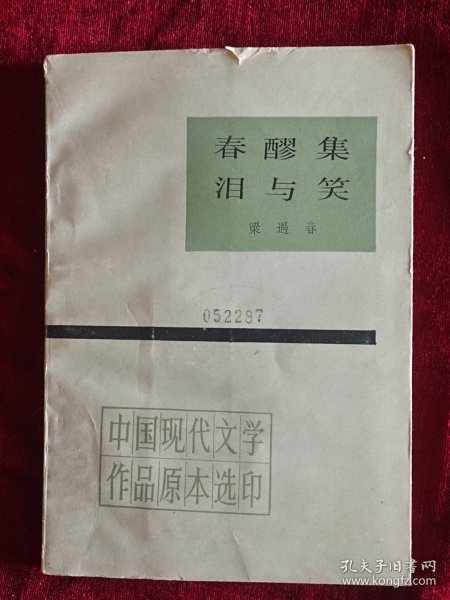 春醪集
泪与笑
梁遇春
052287
中国现代文学
作品原本选印
孔夫子旧书网
www.kongfz.com